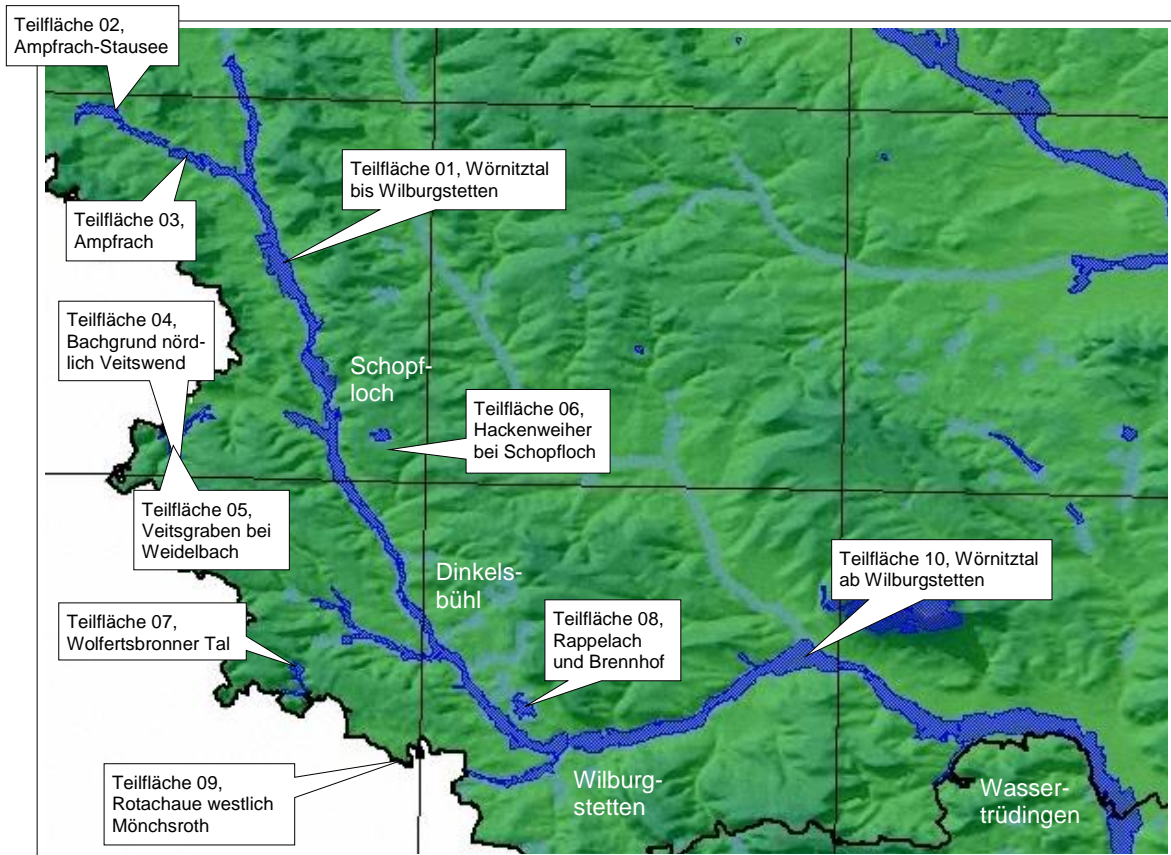 Teilfläche 02,
Ampfrach-Stausee
Teilfläche 01, Wörnitztal
bis Wilburgstetten
Teilfläche 03,
Ampfrach
Teilfläche 04,
Bachgrund nörd-
lich Veitswend
Schopf-
loch
Teilfläche 06,
Hackenweiher
bei Schopfloch
Teilfläche 05,
Veitsgraben bei
Weidelbach
Dinkels-
bühl
Teilfläche 10, Wörnitztal
ab Wilburgstetten
Teilfläche 07,
Wolfertsbronner Tal
Teilfläche 08,
Rappelach
und Brennhof
Teilfläche 09,
Rotachaue westlich
Mönchsroth
Wilburg-
stetten
Wasser-
trüdingen